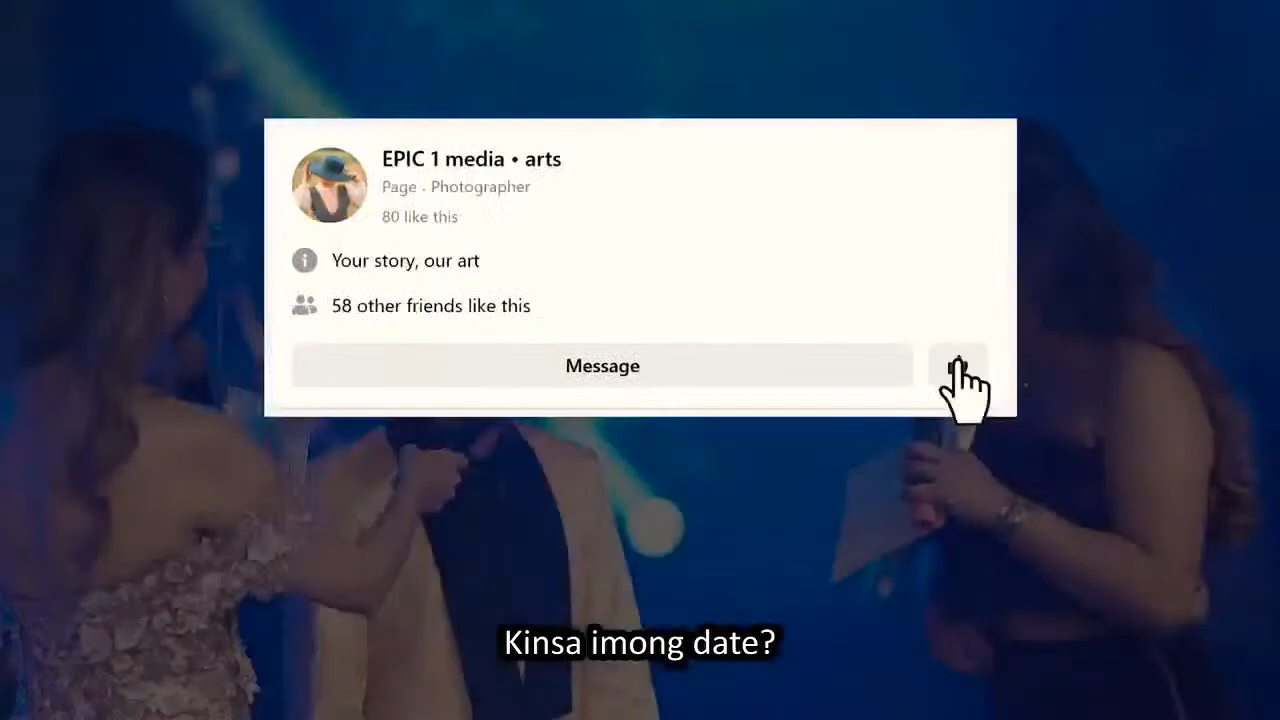 EPIC 1 media • arts
Page · Photographer
80 like this
Your story, our art
58 other friends like this
Message
Kinsa imong date?